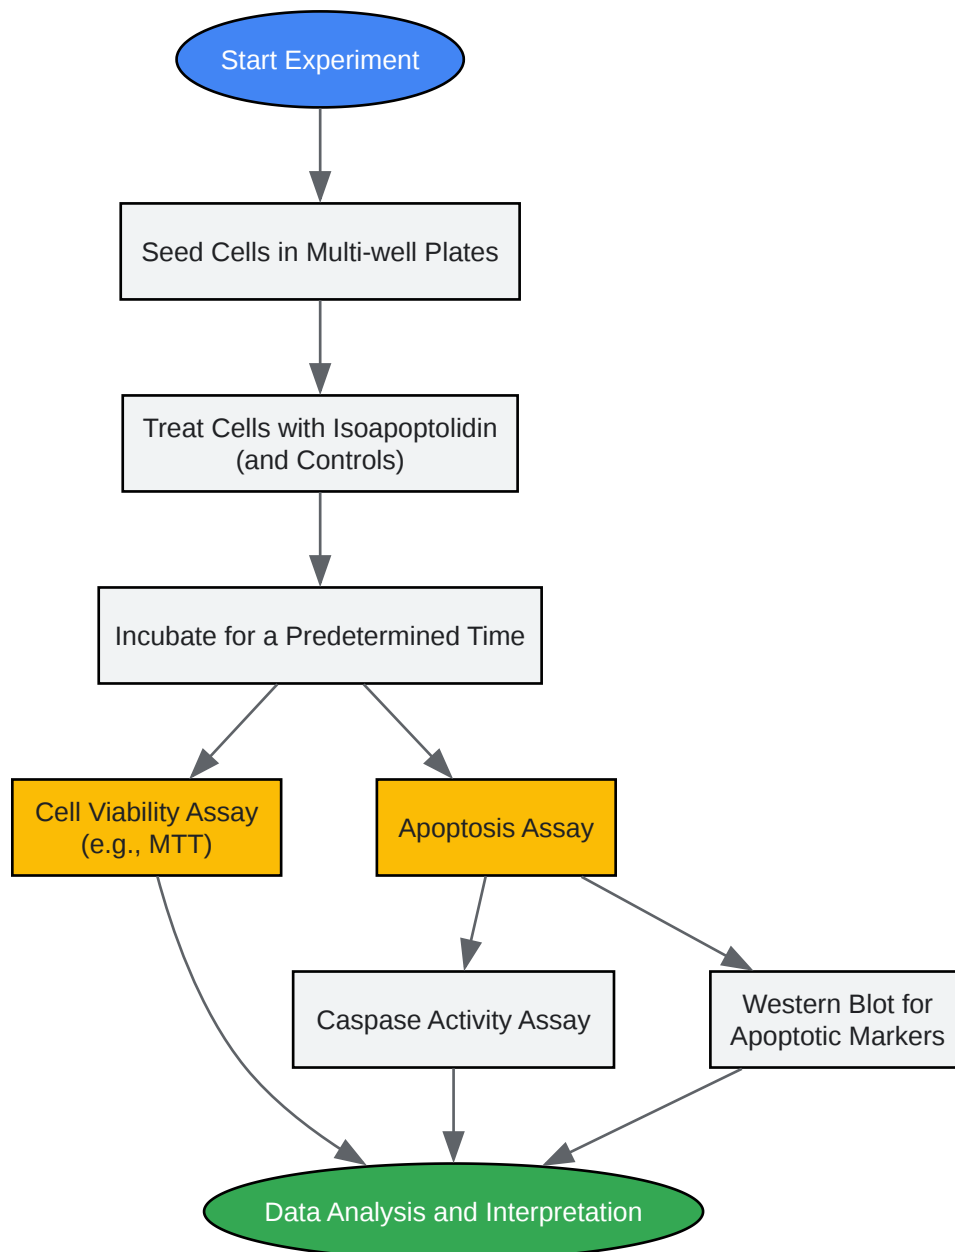 Start Experiment
Seed Cells in Multi-well Plates
Treat Cells with Isoapoptolidin
(and Controls)
Incubate for a Predetermined Time
Cell Viability Assay
(e.g., MTT)
Apoptosis Assay
Caspase Activity Assay
Western Blot for
Apoptotic Markers
Data Analysis and Interpretation